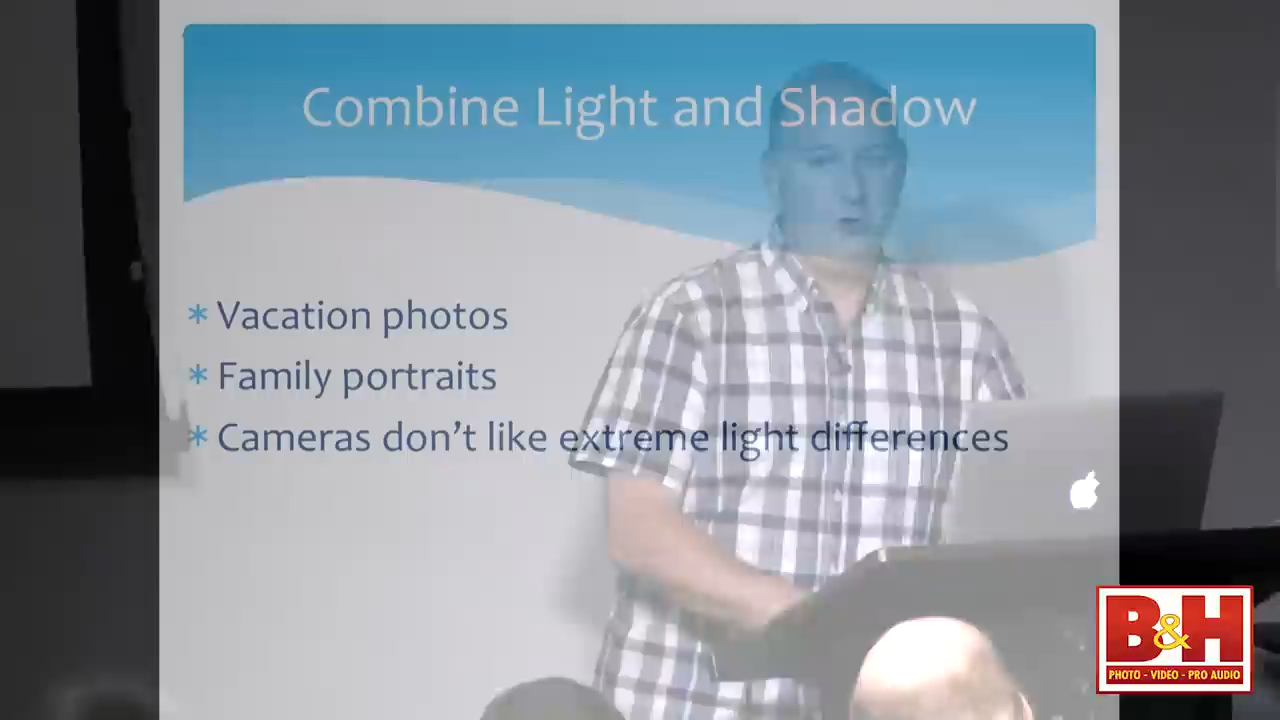 Combine Light and Shadow
* Vacation photos
* Family portraits
* Cameras don't like extreme light differences
B&H
PHOTO - VIDEO - PRO AUDIO